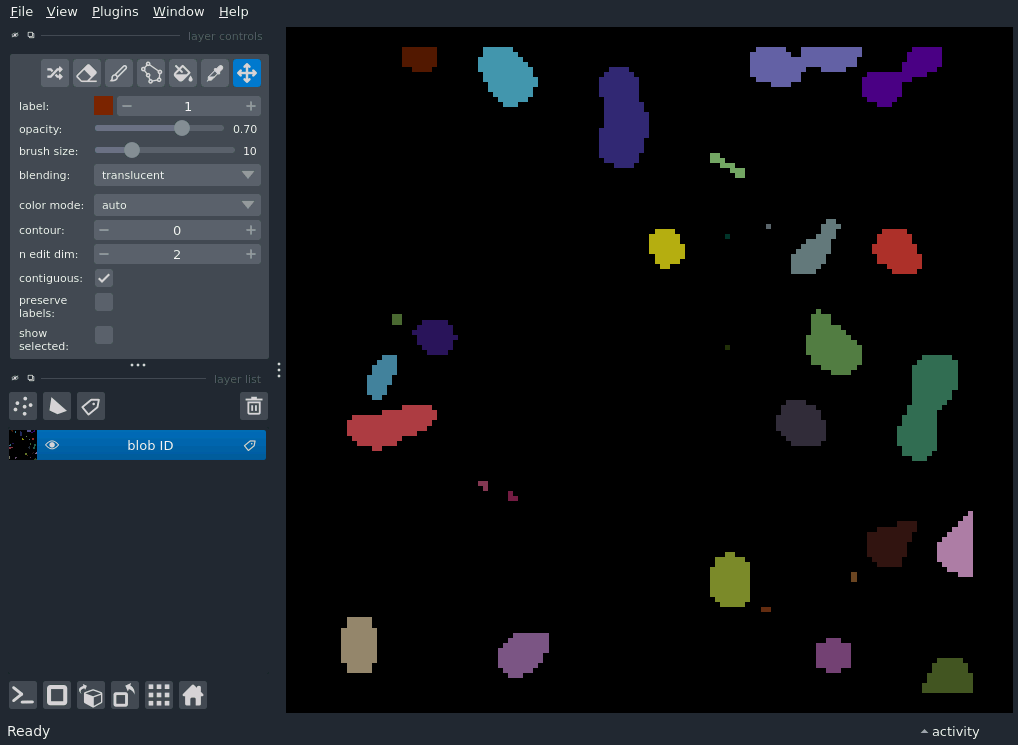 File View Plugins Window Help
layer controls
label: 1
opacity: 0.70
brush size: 10
blending: translucent
color mode: auto
contour: 0
n edit dim: 2
contiguous:
preserve
labels:
show
selected:
layer list
blob ID
Ready
activity